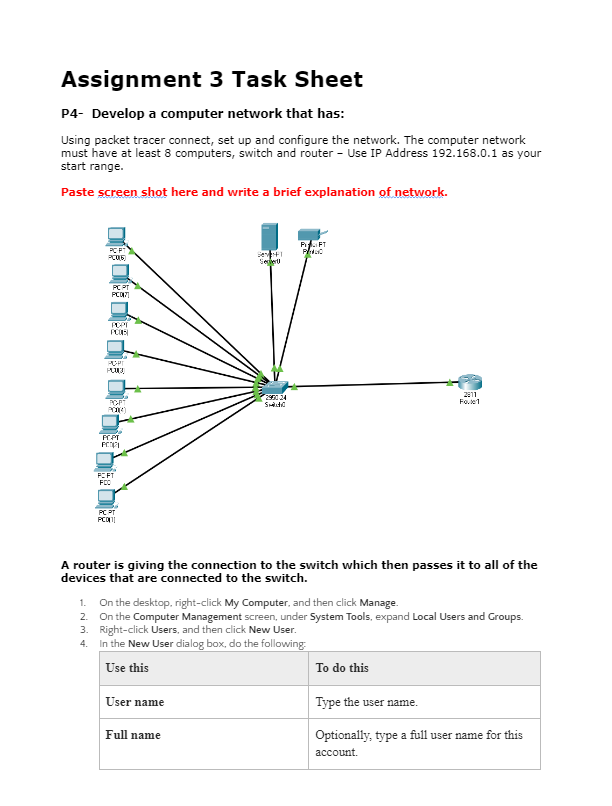 Assignment 3 Task Sheet
P4-  Develop a computer network that has:
Using packet tracer connect, set up and configure the network. The computer network
must have at least 8 computers, switch and router – Use IP Address 192.168.0.1 as your
start range.
Paste screen shot here and write a brief explanation of network.
PC-PT
PC0(6)
Server-PT
Server0
Printer-PT
Printer0
PC-PT
PC0(7)
PC-PT
PC0(5)
PC-PT
PC0(3)
PC-PT
PC0(4)
2950-24
Switch0
2811
Router1
PC-PT
PC0(2)
PC-PT
PC0
PC-PT
PC0(1)
A router is giving the connection to the switch which then passes it to all of the
devices that are connected to the switch.
1. On the desktop, right-click My Computer, and then click Manage.
2. On the Computer Management screen, under System Tools, expand Local Users and Groups.
3. Right-click Users, and then click New User.
4. In the New User dialog box, do the following:
Use this To do this
User name Type the user name.
Full name Optionally, type a full user name for this
account.